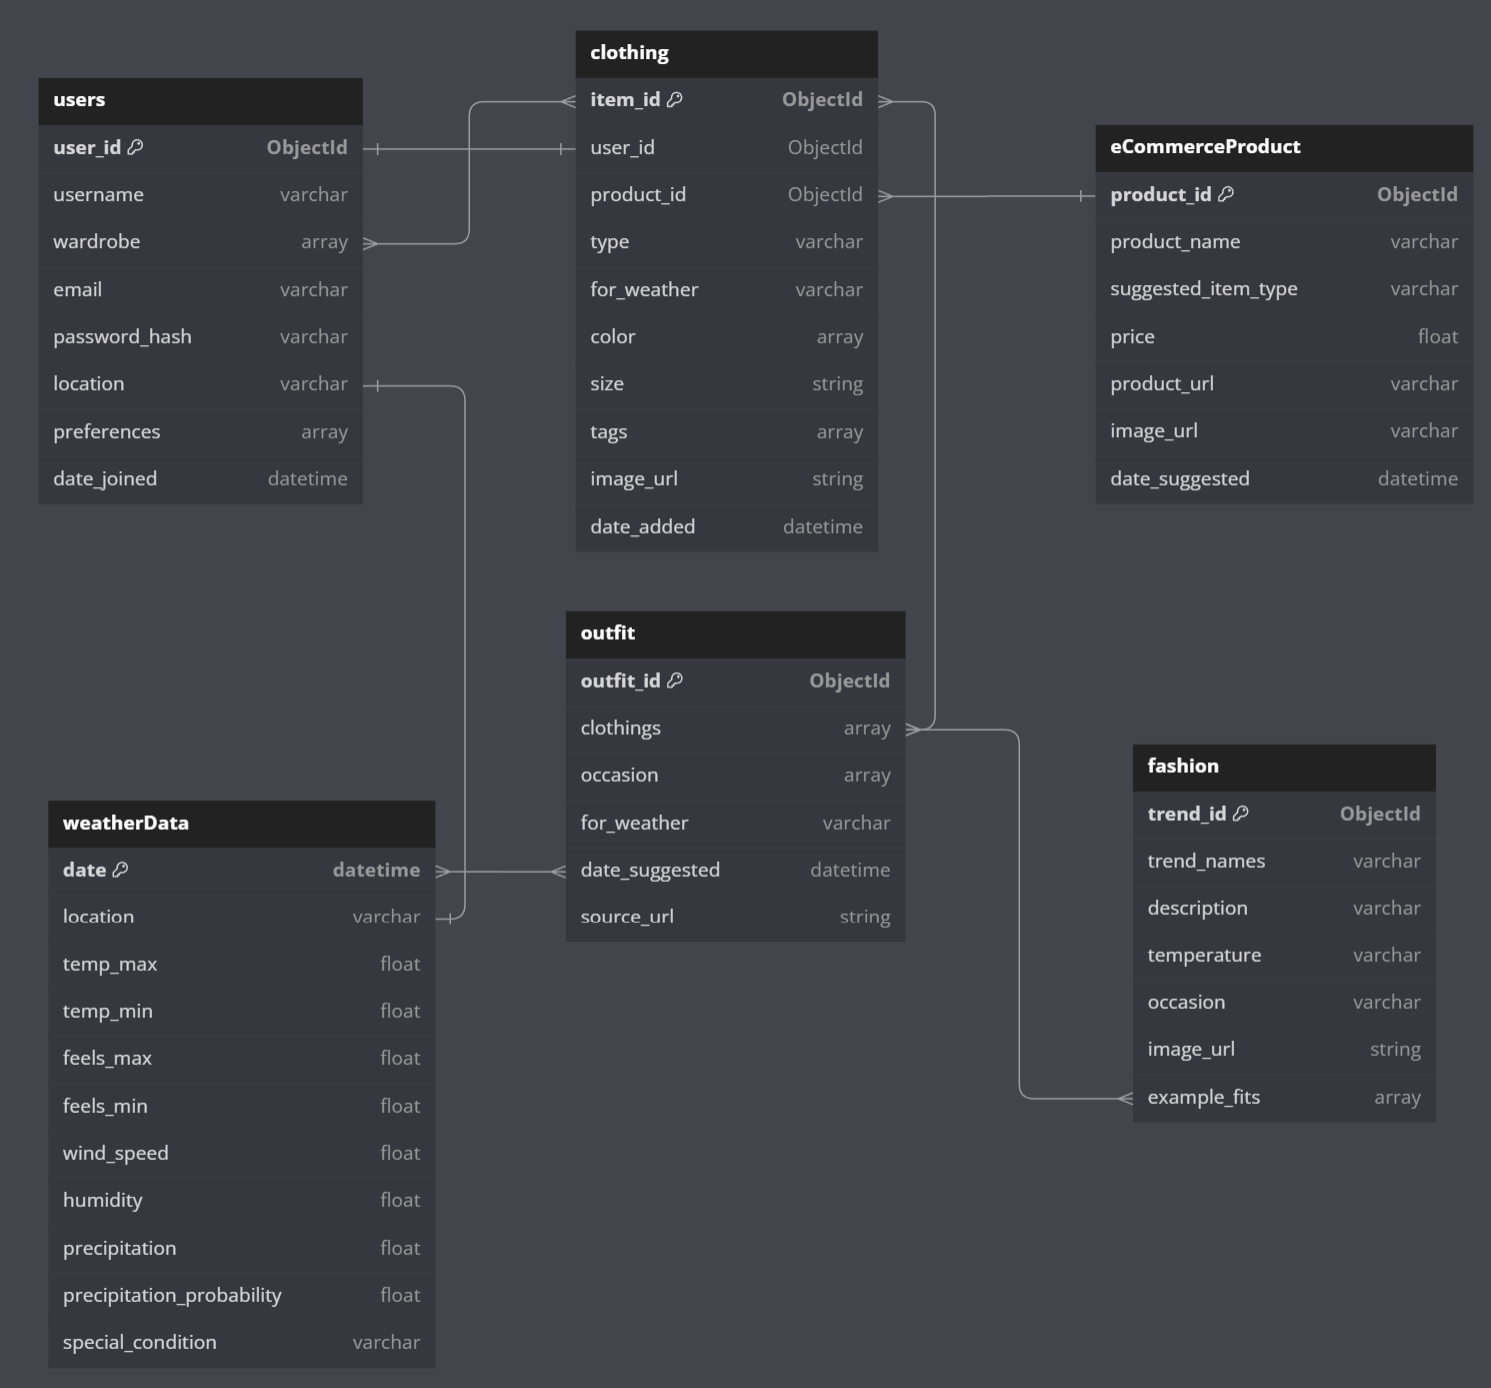 users
user_id ObjectId
username varchar
wardrobe array
email varchar
password_hash varchar
location varchar
preferences array
date_joined datetime
clothing
item_id ObjectId
user_id ObjectId
product_id ObjectId
type varchar
for_weather varchar
color array
size string
tags array
image_url string
date_added datetime
eCommerceProduct
product_id ObjectId
product_name varchar
suggested_item_type varchar
price float
product_url varchar
image_url varchar
date_suggested datetime
outfit
outfit_id ObjectId
clothings array
occasion array
for_weather varchar
date_suggested datetime
source_url string
fashion
trend_id ObjectId
trend_names varchar
description varchar
temperature varchar
occasion varchar
image_url string
example_fits array
weatherData
date datetime
location varchar
temp_max float
temp_min float
feels_max float
feels_min float
wind_speed float
humidity float
precipitation float
precipitation_probability float
special_condition varchar